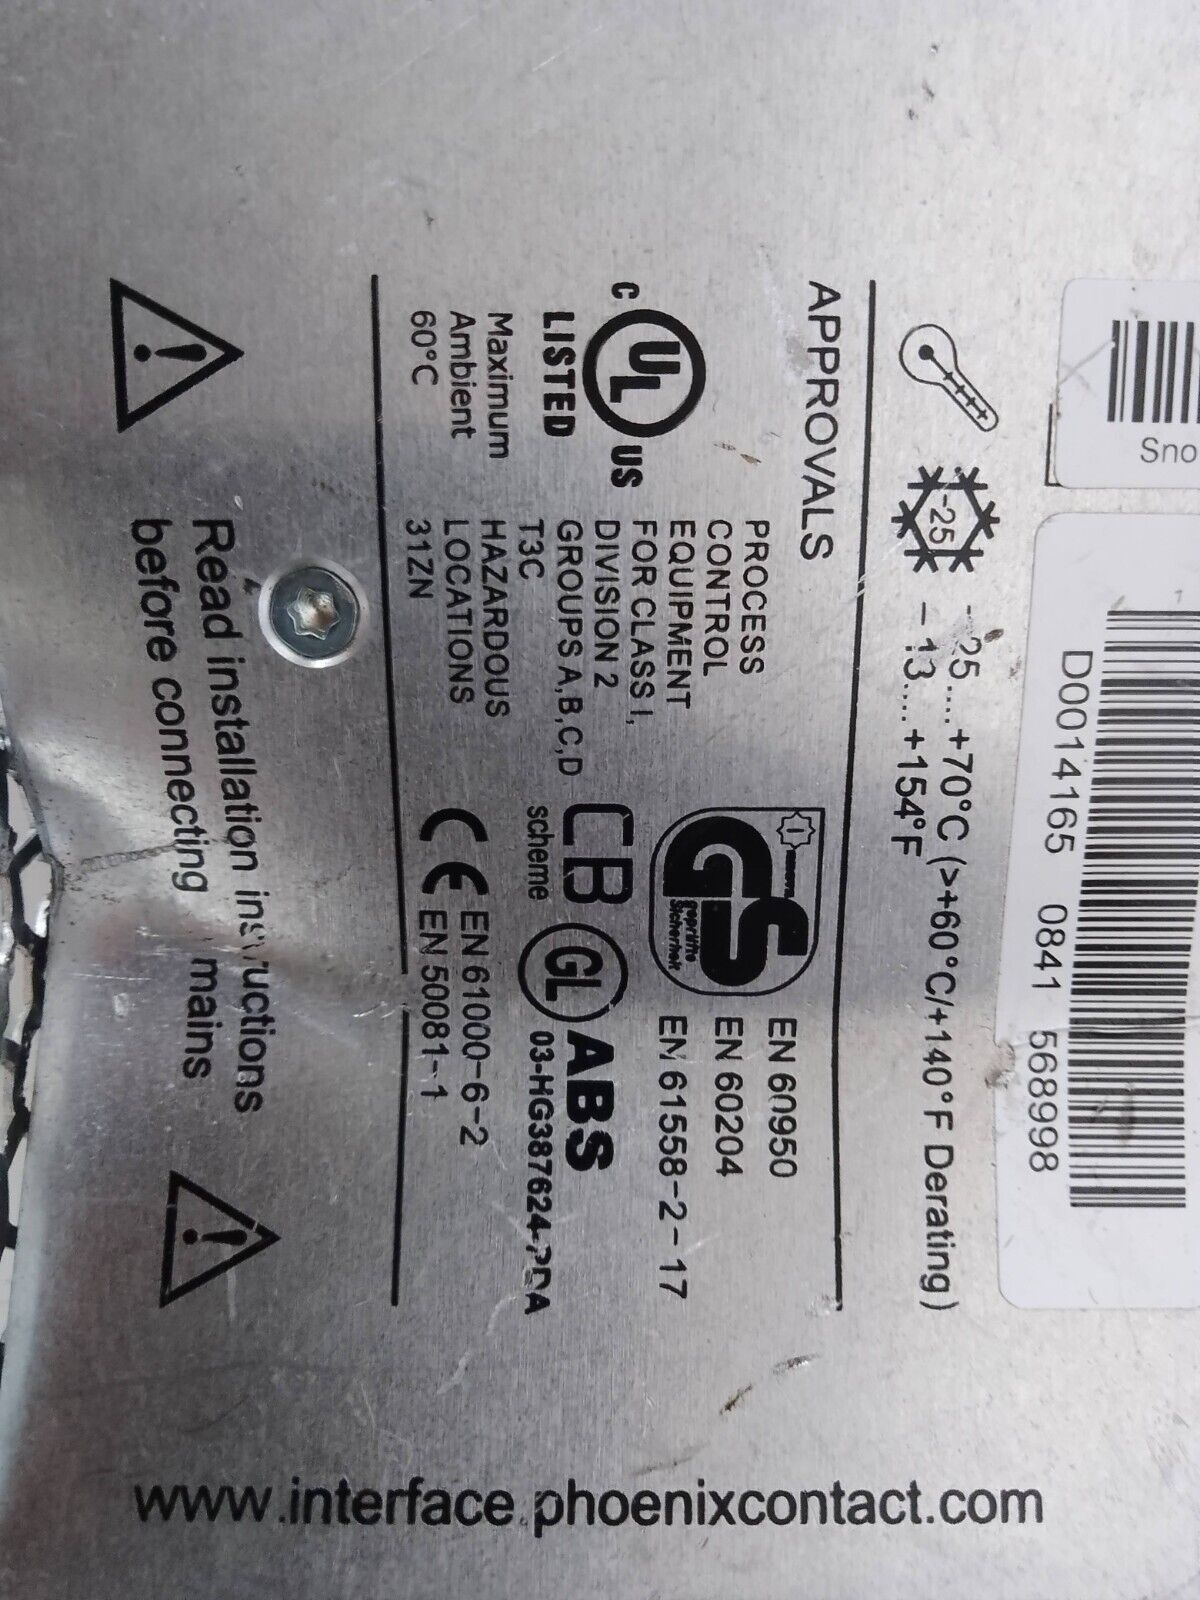 Sno
D0014165 0841 568998
-25
-25....+70°C (>+60°C/+140°F Derating)
-13....+154°F
APPROVALS
C UL US
LISTED
Maximum
Ambient
60°C
PROCESS
CONTROL
EQUIPMENT
FOR CLASS I,
DIVISION 2
GROUPS A,B,C,D
T3C
HAZARDOUS
LOCATIONS
31ZN
GS
geprüfte
Sicherheit
EN 60950
EN 60204
EN 61558-2-17
CB
scheme
GL
ABS
03-HG387624-PDA
CE
EN 61000-6-2
EN 50081-1
Read installation instructions
before connecting mains
www.interface.phoenixcontact.com